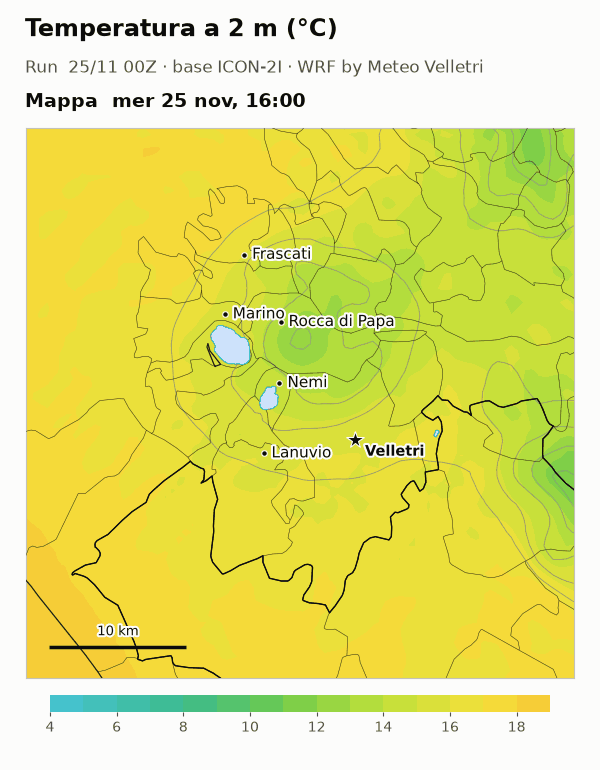 Temperatura a 2 m (°C)
Run  25/11 00Z · base ICON-2I · WRF by Meteo Velletri
Mappa  mer 25 nov, 16:00
Frascati
Marino
Rocca di Papa
Nemi
Velletri
Lanuvio
10 km
4 6 8 10 12 14 16 18